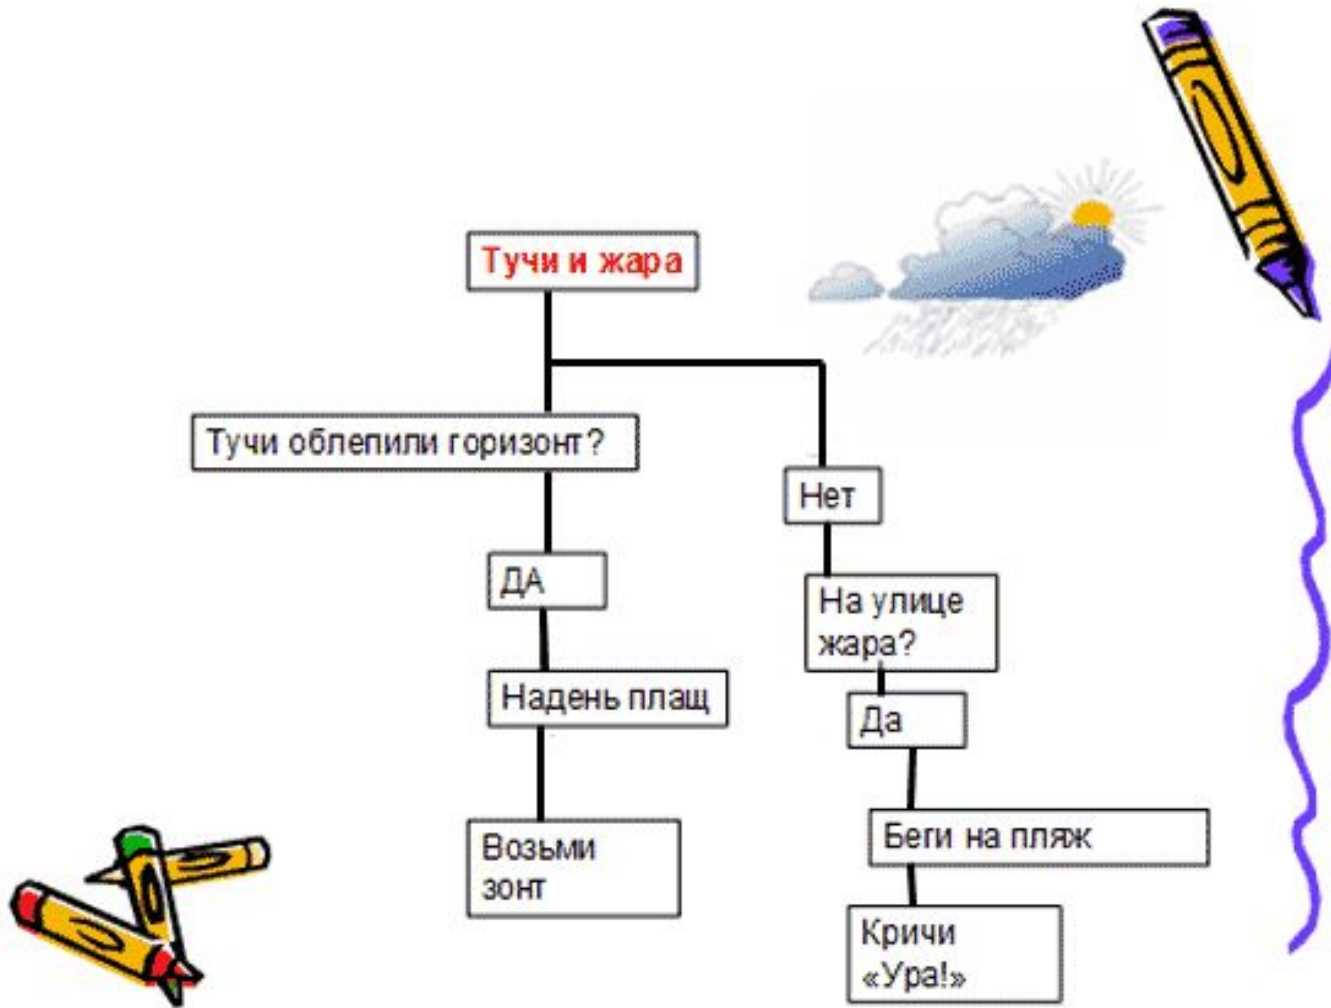 Тучи и жара
Тучи облепили горизонт?
Нет
ДА
На улице
жара?
Надень плащ
Да
Возьми
зонт
Беги на пляж
Кричи
«Ура!»